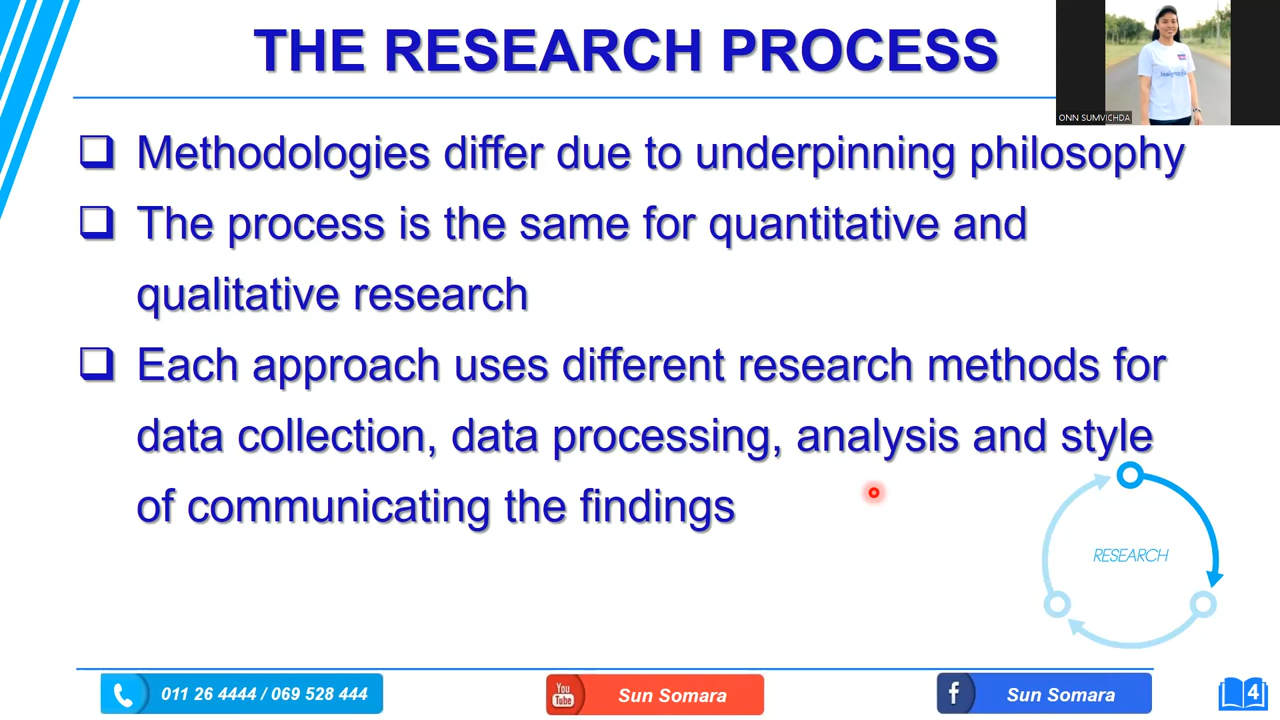 THE RESEARCH PROCESS
ONN SUMVICHDA
Methodologies differ due to underpinning philosophy
The process is the same for quantitative and
qualitative research
Each approach uses different research methods for
data collection, data processing, analysis and style
of communicating the findings
RESEARCH
011 26 4444 / 069 528 444
You
Tube
Sun Somara
f
Sun Somara
4